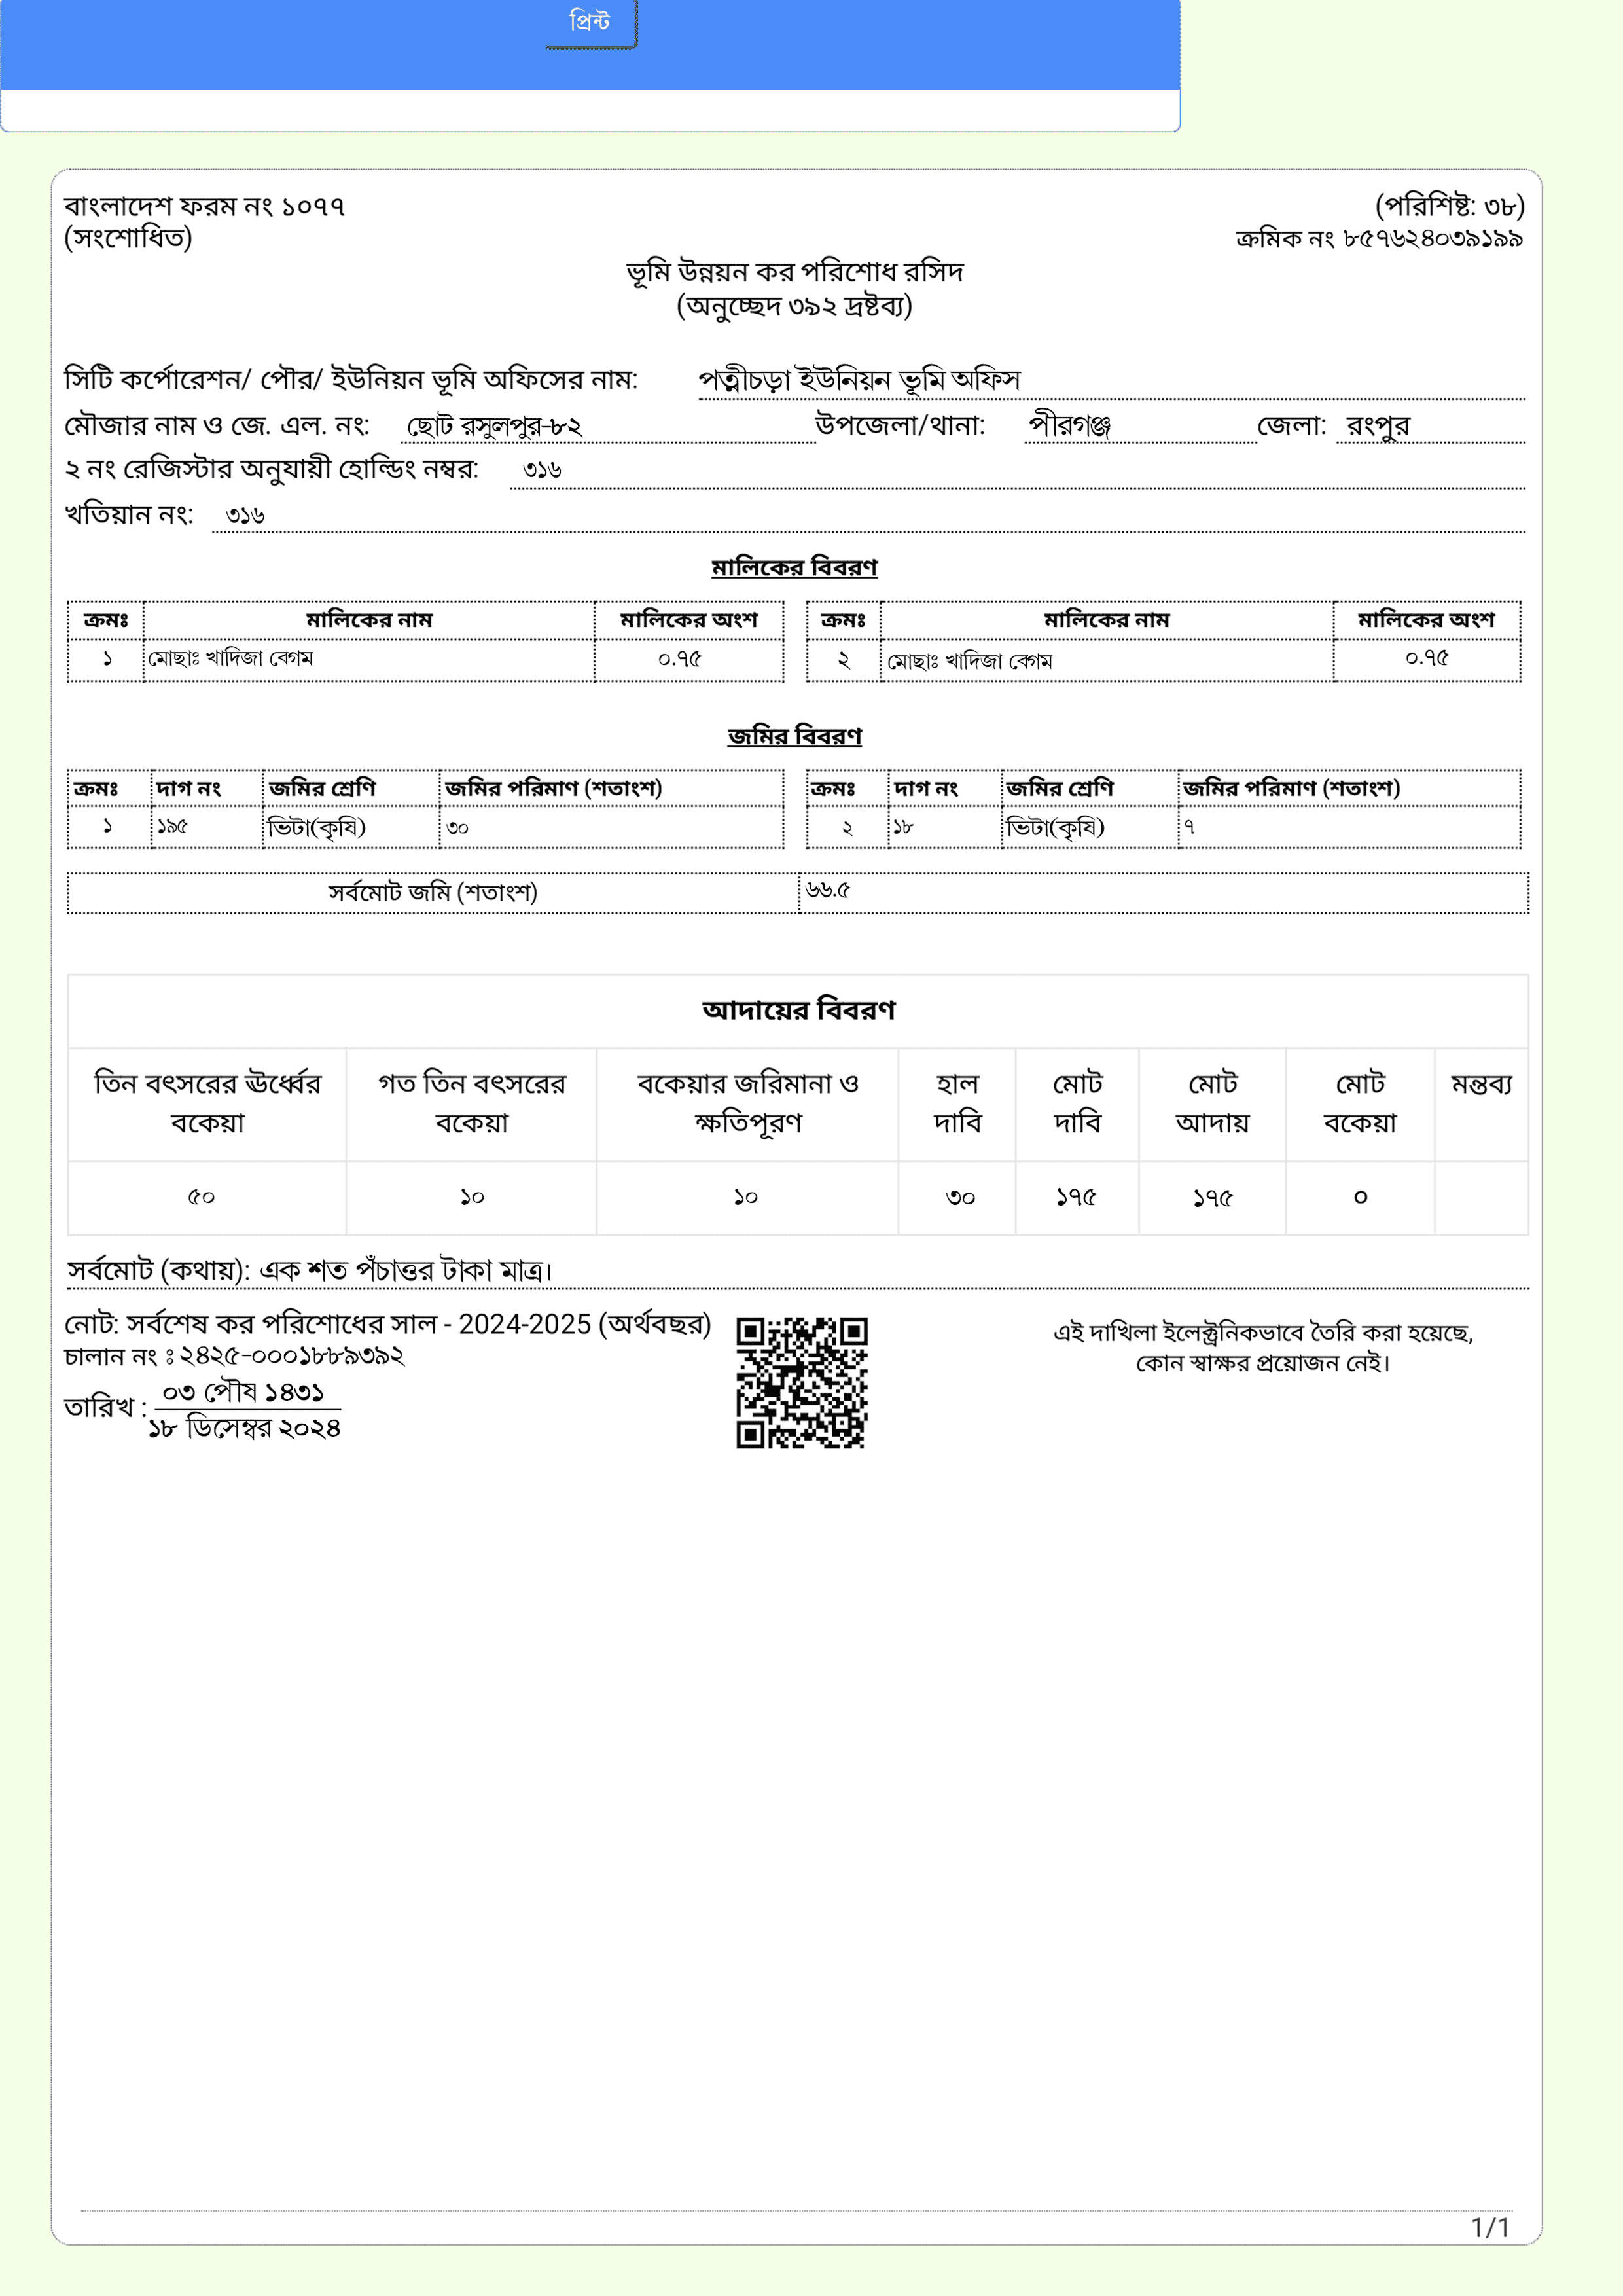 প্রিন্ট
বাংলাদেশ ফরম নং ১০৭৭
(সংশোধিত)
(পরিশিষ্ট: ৩৮)
ক্রমিক নং ৮৫৭৬২৪০৩৯১৯৯
ভূমি উন্নয়ন কর পরিশোধ রসিদ
(অনুচ্ছেদ ৩৯২ দ্রষ্টব্য)
সিটি কর্পোরেশন/ পৌর/ ইউনিয়ন ভূমি অফিসের নাম: পত্নীচড়া ইউনিয়ন ভূমি অফিস
মৌজার নাম ও জে. এল. নং: ছোট রসুলপুর-৮২ উপজেলা/থানা: পীরগঞ্জ জেলা: রংপুর
২ নং রেজিস্টার অনুযায়ী হোল্ডিং নম্বর: ৩১৬
খতিয়ান নং: ৩১৬
মালিকের বিবরণ
ক্রমঃ মালিকের নাম মালিকের অংশ ক্রমঃ মালিকের নাম মালিকের অংশ
১ মোছাঃ খাদিজা বেগম ০.৭৫ ২ মোছাঃ খাদিজা বেগম ০.৭৫
জমির বিবরণ
ক্রমঃ দাগ নং জমির শ্রেণি জমির পরিমাণ (শতাংশ) ক্রমঃ দাগ নং জমির শ্রেণি জমির পরিমাণ (শতাংশ)
১ ১৯৫ ভিটা(কৃষি) ৩০ ২ ১৮ ভিটা(কৃষি) ৭
সর্বমোট জমি (শতাংশ) ৬৬.৫
আদায়ের বিবরণ
তিন বৎসরের ঊর্ধ্বের বকেয়া গত তিন বৎসরের বকেয়া বকেয়ার জরিমানা ও ক্ষতিপূরণ হাল দাবি মোট দাবি মোট আদায় মোট বকেয়া মন্তব্য
৫০ ১০ ১০ ৩০ ১৭৫ ১৭৫ ০
সর্বমোট (কথায়): এক শত পঁচাত্তর টাকা মাত্র।
নোট: সর্বশেষ কর পরিশোধের সাল - 2024-2025 (অর্থবছর)
চালান নং : ২৪২৫-০০০১৮৮৯৩৯২
তারিখ : ০৩ পৌষ ১৪৩১
১৮ ডিসেম্বর ২০২৪
এই দাখিলা ইলেক্ট্রনিকভাবে তৈরি করা হয়েছে,
কোন স্বাক্ষর প্রয়োজন নেই।
1/1